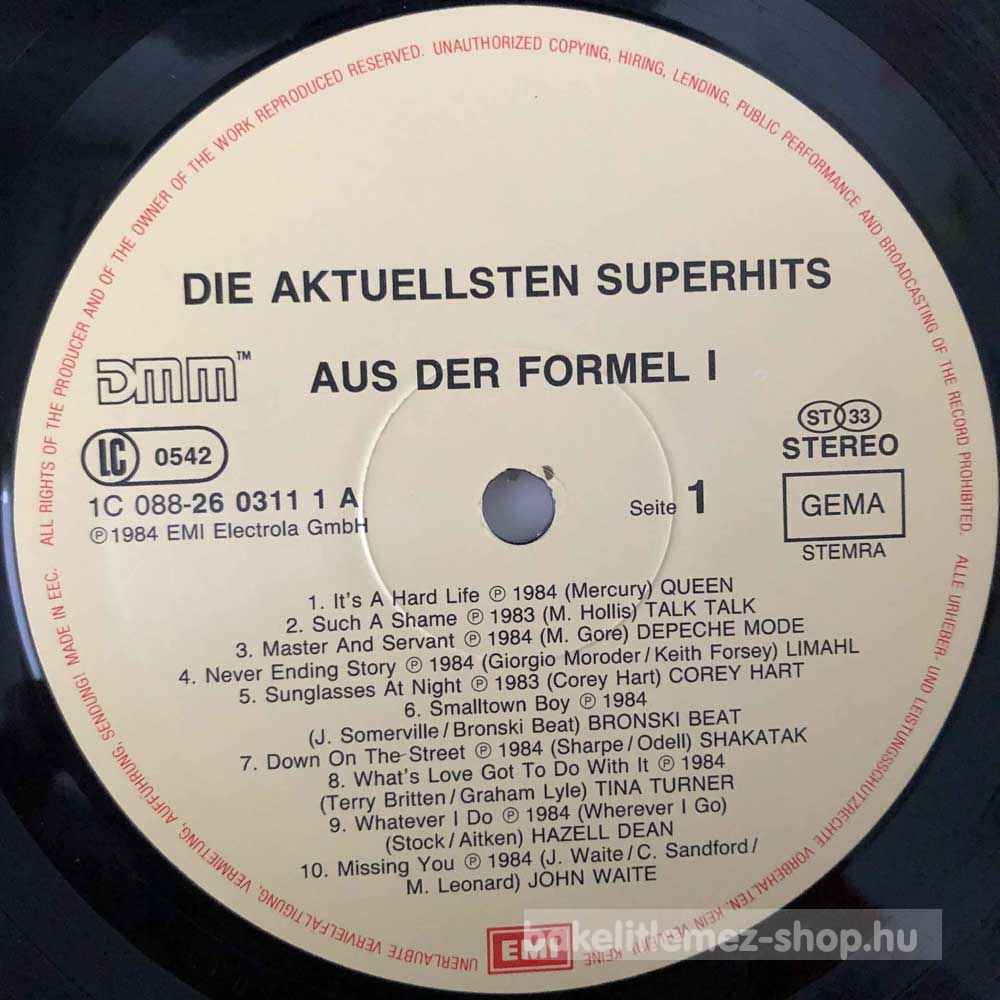 DIE AKTUELLSTEN SUPERHITS
AUS DER FORMEL I
DMM™
LC 0542
1C 088-26 0311 1 A
℗1984 EMI Electrola GmbH
ST 33
STEREO
Seite 1
GEMA
STEMRA
1. It's A Hard Life ℗ 1984 (Mercury) QUEEN
2. Such A Shame ℗ 1983 (M. Hollis) TALK TALK
3. Master And Servant ℗ 1984 (M. Gore) DEPECHE MODE
4. Never Ending Story ℗ 1984 (Giorgio Moroder/Keith Forsey) LIMAHL
5. Sunglasses At Night ℗ 1983 (Corey Hart) COREY HART
6. Smalltown Boy ℗ 1984
(J. Somerville/Bronski Beat) BRONSKI BEAT
7. Down On The Street ℗ 1984 (Sharpe/Odell) SHAKATAK
8. What's Love Got To Do With It ℗ 1984
(Terry Britten/Graham Lyle) TINA TURNER
9. Whatever I Do ℗ 1984 (Wherever I Go)
(Stock/Aitken) HAZELL DEAN
10. Missing You ℗ 1984 (J. Waite/C. Sandford/
M. Leonard) JOHN WAITE
EMI
ALL RIGHTS OF THE PRODUCER AND OF THE OWNER OF THE WORK REPRODUCED RESERVED. UNAUTHORIZED COPYING, HIRING, LENDING, PUBLIC PERFORMANCE AND BROADCASTING OF THE RECORD PROHIBITED. ALLE URHEBER- UND LEISTUNGSSCHUTZRECHTE VORBEHALTEN. KEIN VERLEIH! KEINE UNERLAUBTE VERVIELFÄLTIGUNG, VERMIETUNG, AUFFÜHRUNG, SENDUNG! MADE IN EEC.
bakelitlemez-shop.hu